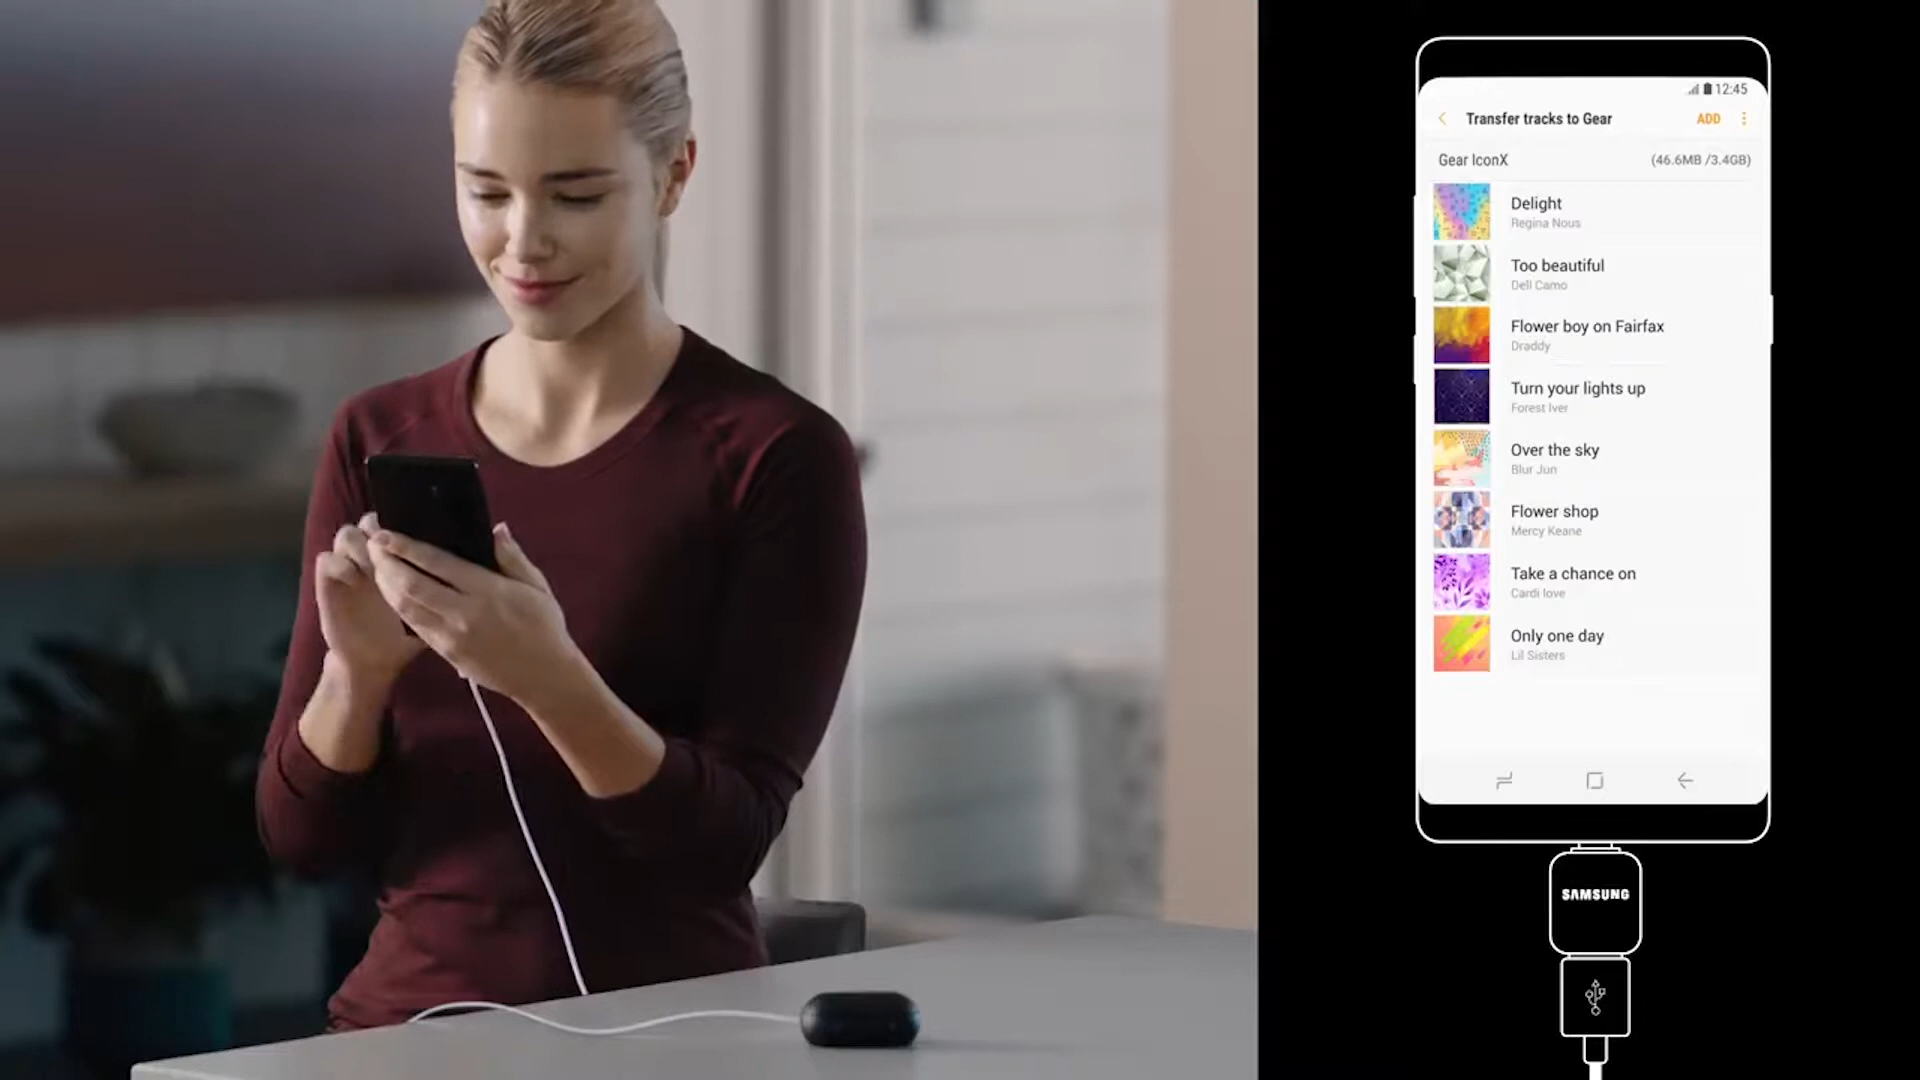 12:45
Transfer tracks to Gear ADD
Gear IconX (46.6MB /3.4GB)
Delight
Regina Nous
Too beautiful
Dell Camo
Flower boy on Fairfax
Draddy
Turn your lights up
Forest Iver
Over the sky
Blur Jun
Flower shop
Mercy Keane
Take a chance on
Cardi love
Only one day
Lil Sisters
SAMSUNG